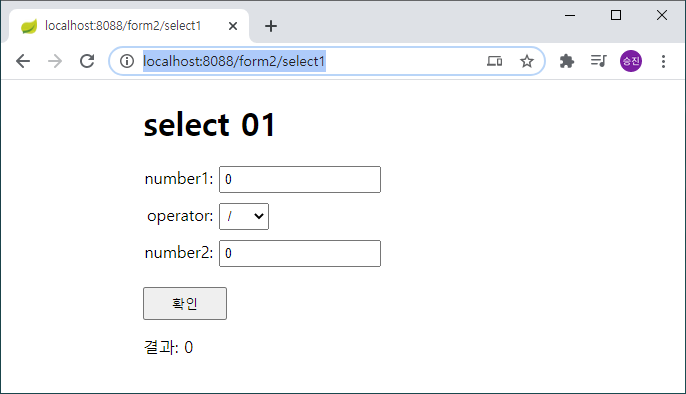 localhost:8088/form2/select1
localhost:8088/form2/select1
승진
select 01
number1: 0
operator: /
number2: 0
확인
결과: 0